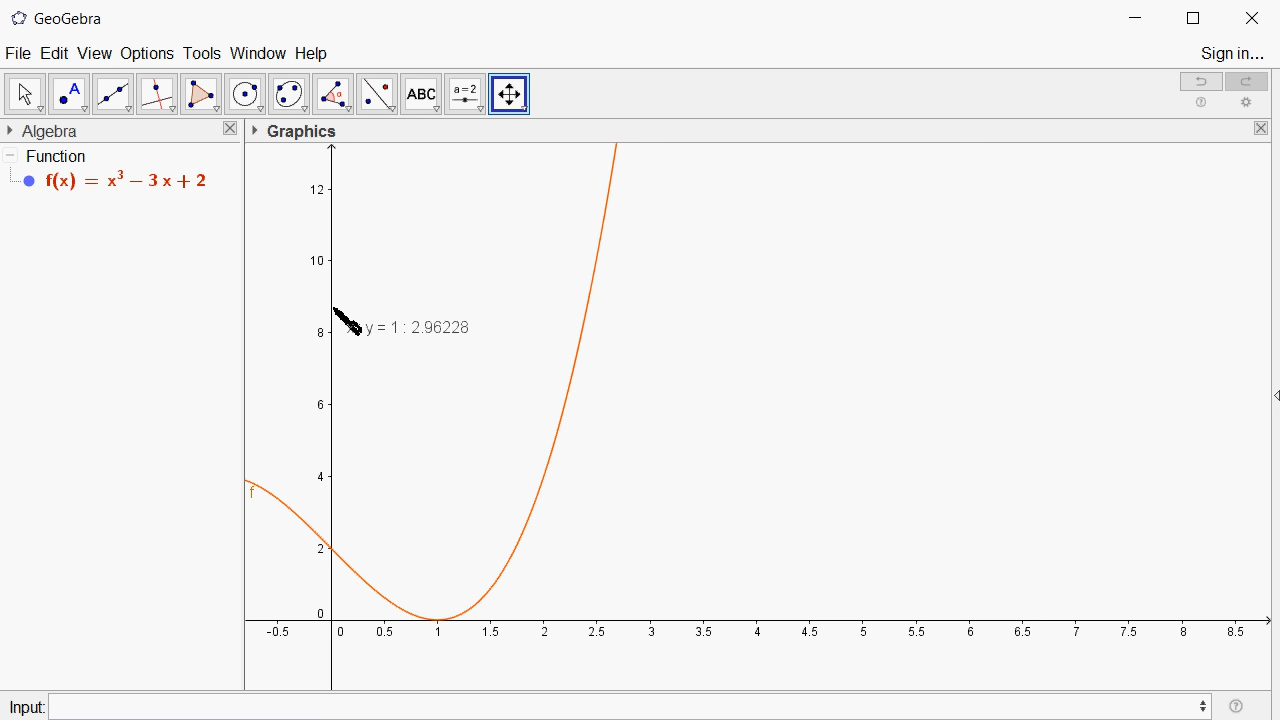 GeoGebra
File Edit View Options Tools Window Help
Sign in...
A
α
ABC
a=2
Algebra
Graphics
Function
f(x) = x³ − 3 x + 2
12
10
8
6
4
2
0
y = 1 : 2.96228
f
-0.5 0 0.5 1 1.5 2 2.5 3 3.5 4 4.5 5 5.5 6 6.5 7 7.5 8 8.5
Input: